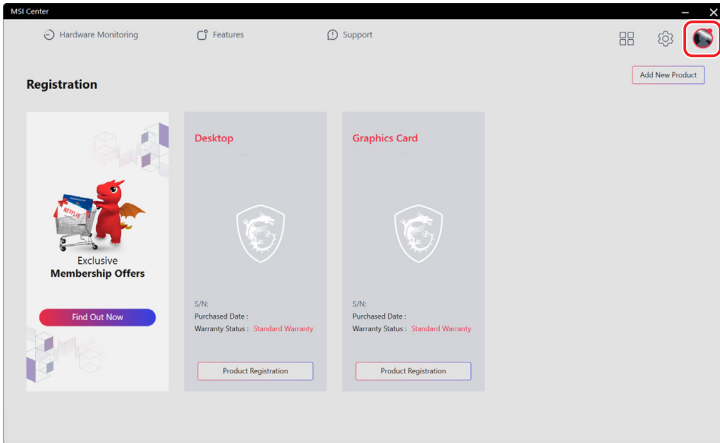 MSI Center
Hardware Monitoring
Features
Support
Registration
Add New Product
NETFLIX
Exclusive
Membership Offers
Find Out Now
Desktop
S/N:
Purchased Date :
Warranty Status : Standard Warranty
Product Registration
Graphics Card
S/N:
Purchased Date :
Warranty Status : Standard Warranty
Product Registration